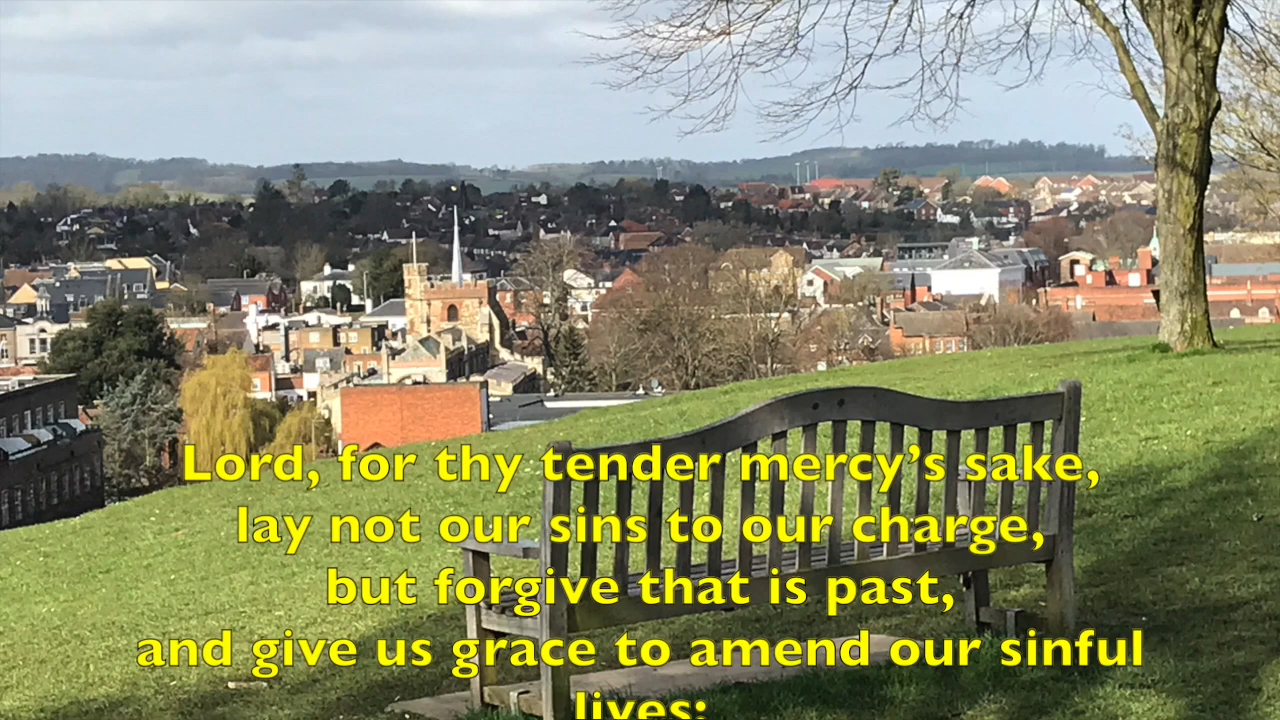 Lord, for thy tender mercy’s sake,
lay not our sins to our charge,
but forgive that is past,
and give us grace to amend our sinful
lives: